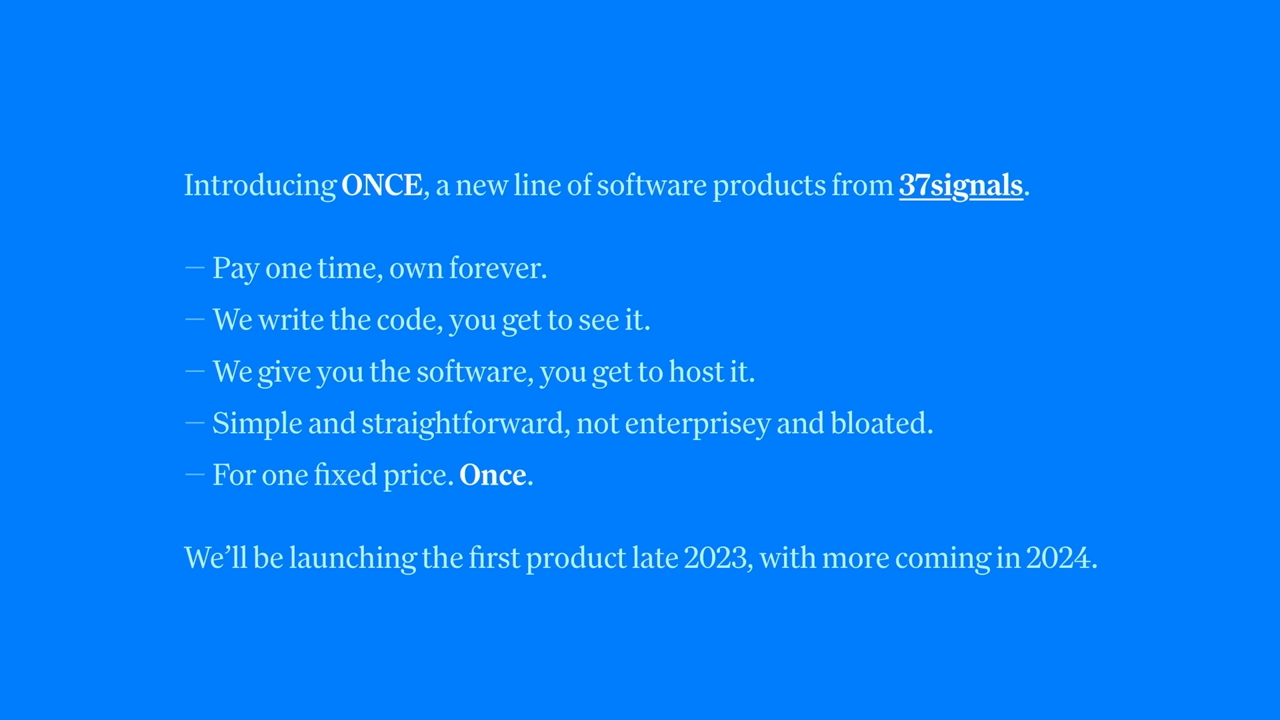 Introducing ONCE, a new line of software products from 37signals.
— Pay one time, own forever.
— We write the code, you get to see it.
— We give you the software, you get to host it.
— Simple and straightforward, not enterprisey and bloated.
— For one fixed price. Once.
We’ll be launching the first product late 2023, with more coming in 2024.